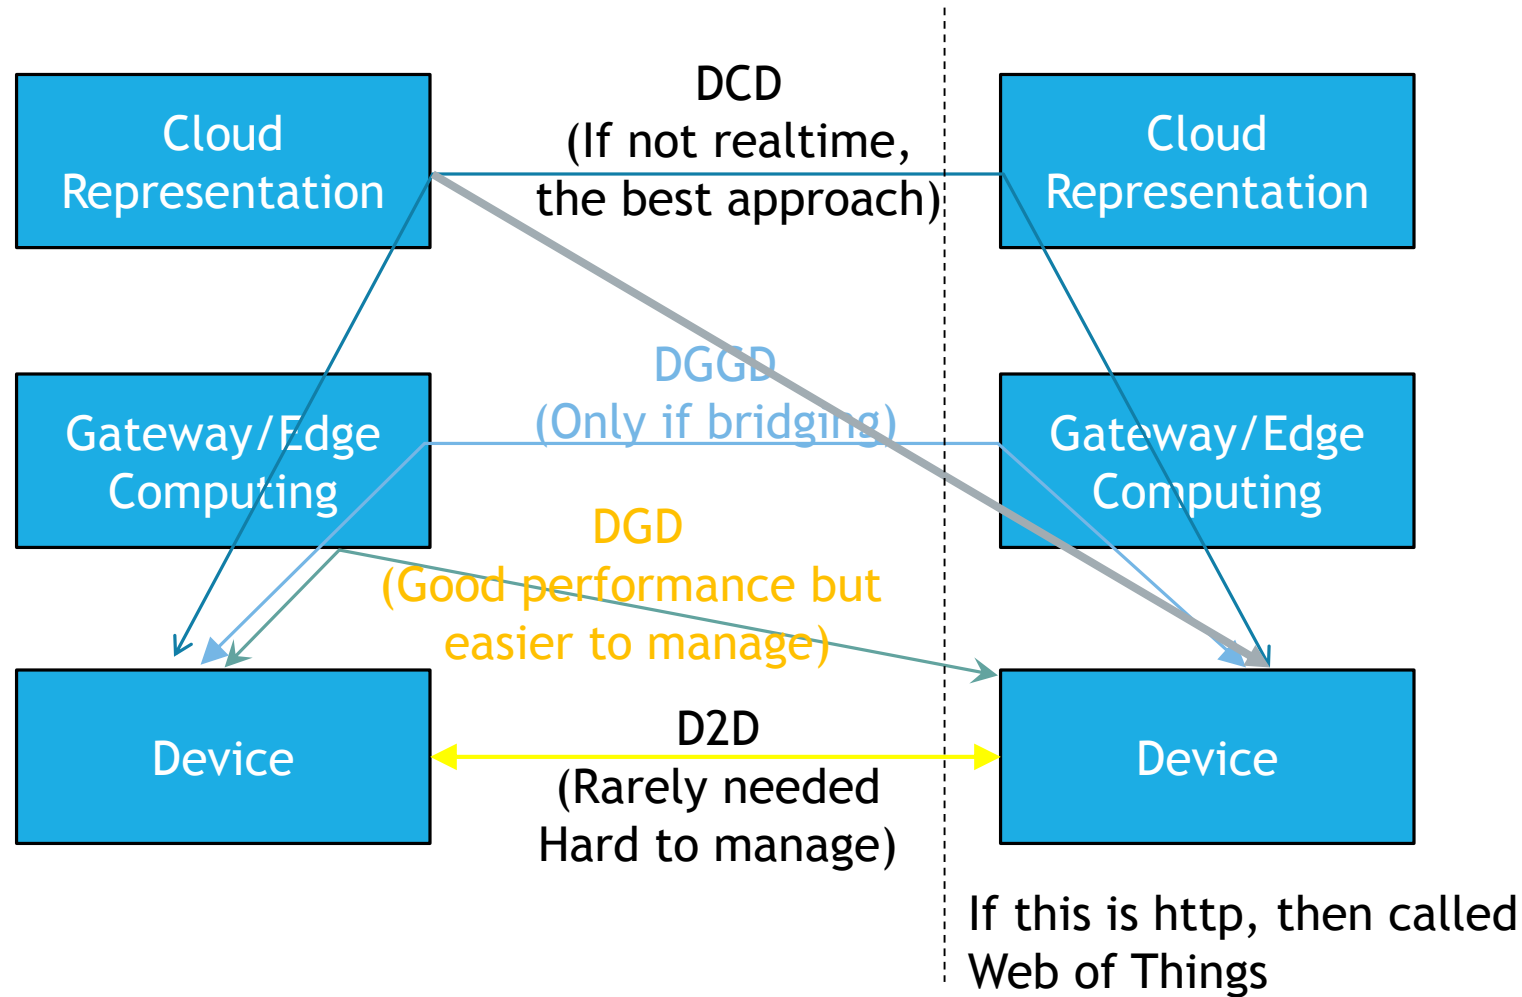 Cloud
Representation
DCD
(If not realtime,
the best approach)
Cloud
Representation
Gateway/Edge
Computing
DGGD
(Only if bridging)
Gateway/Edge
Computing
DGD
(Good performance but
easier to manage)
Device
D2D
(Rarely needed
Hard to manage)
Device
If this is http, then called
Web of Things